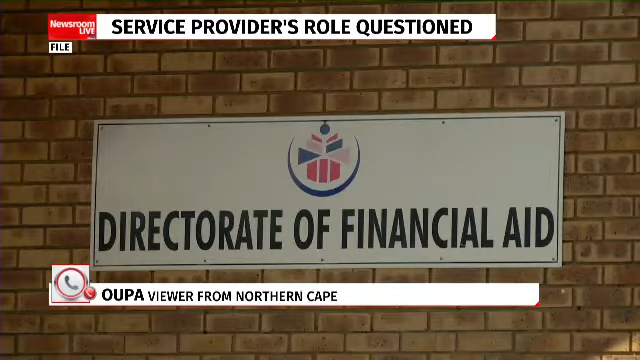 Newsroom
LIVE
SERVICE PROVIDER'S ROLE QUESTIONED
FILE
DIRECTORATE OF FINANCIAL AID
OUPA VIEWER FROM NORTHERN CAPE